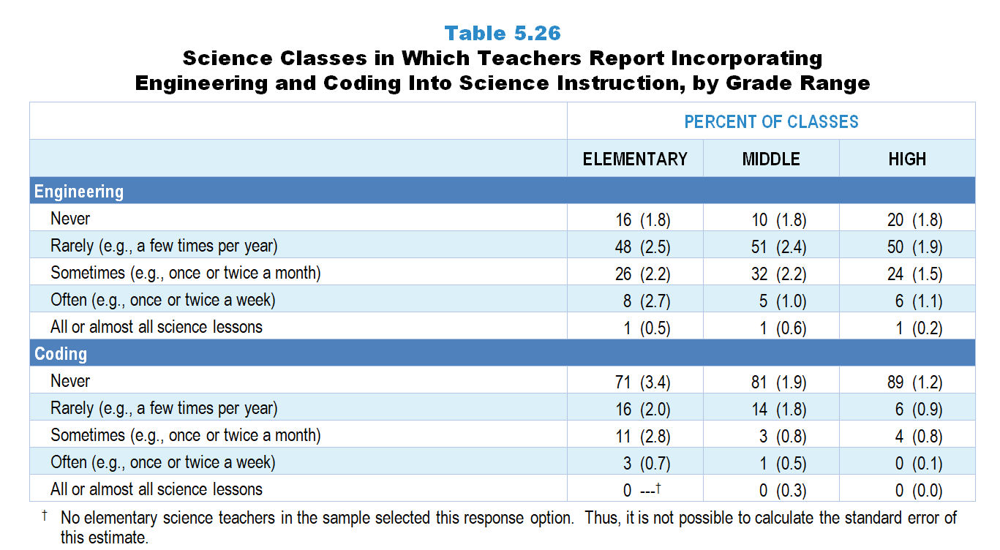 Table 5.26
Science Classes in Which Teachers Report Incorporating
Engineering and Coding Into Science Instruction, by Grade Range
PERCENT OF CLASSES
ELEMENTARY MIDDLE HIGH
Engineering
Never 16 (1.8) 10 (1.8) 20 (1.8)
Rarely (e.g., a few times per year) 48 (2.5) 51 (2.4) 50 (1.9)
Sometimes (e.g., once or twice a month) 26 (2.2) 32 (2.2) 24 (1.5)
Often (e.g., once or twice a week) 8 (2.7) 5 (1.0) 6 (1.1)
All or almost all science lessons 1 (0.5) 1 (0.6) 1 (0.2)
Coding
Never 71 (3.4) 81 (1.9) 89 (1.2)
Rarely (e.g., a few times per year) 16 (2.0) 14 (1.8) 6 (0.9)
Sometimes (e.g., once or twice a month) 11 (2.8) 3 (0.8) 4 (0.8)
Often (e.g., once or twice a week) 3 (0.7) 1 (0.5) 0 (0.1)
All or almost all science lessons 0 ---† 0 (0.3) 0 (0.0)
† No elementary science teachers in the sample selected this response option. Thus, it is not possible to calculate the standard error of
this estimate.